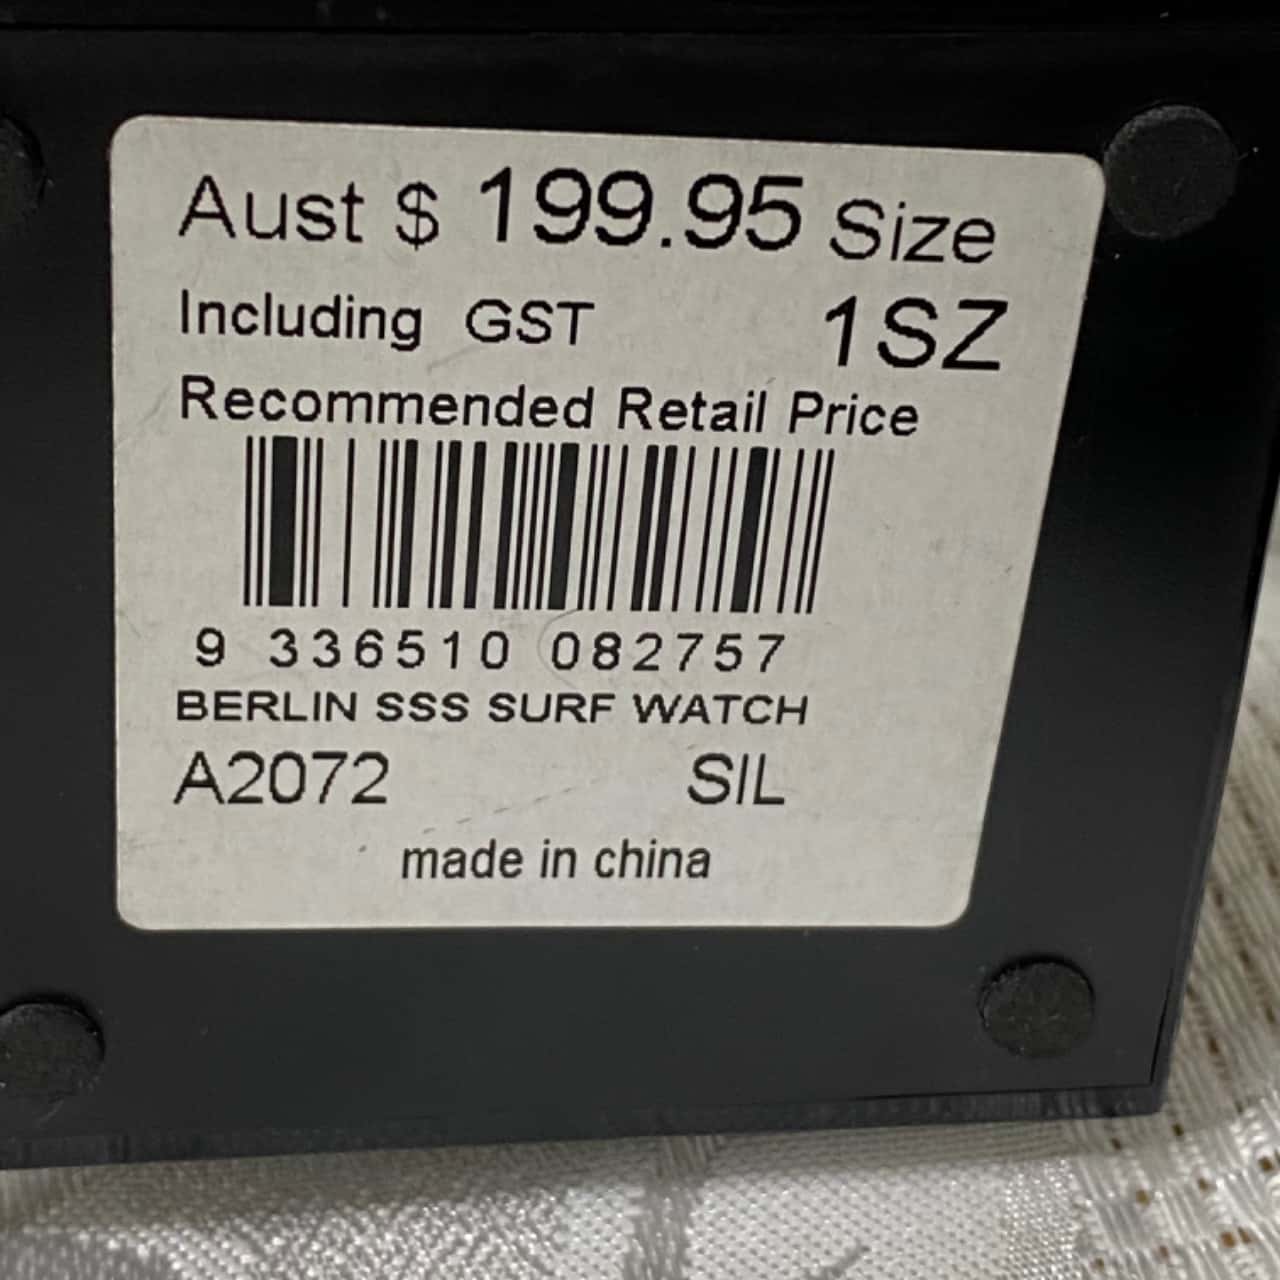 Aust $ 199.95 Size
Including GST 1SZ
Recommended Retail Price
9 336510 082757
BERLIN SSS SURF WATCH
A2072 SIL
made in china